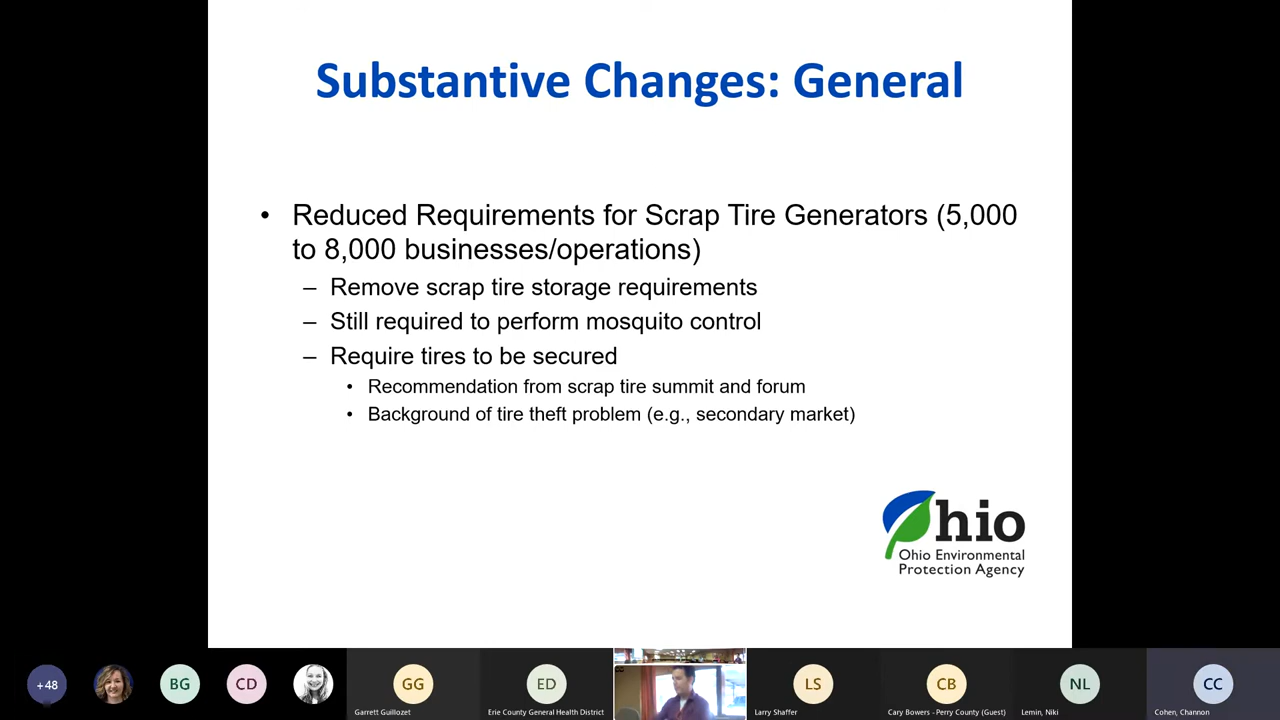 Substantive Changes: General
• Reduced Requirements for Scrap Tire Generators (5,000
to 8,000 businesses/operations)
– Remove scrap tire storage requirements
– Still required to perform mosquito control
– Require tires to be secured
• Recommendation from scrap tire summit and forum
• Background of tire theft problem (e.g., secondary market)
hio
Ohio Environmental
Protection Agency
+48
BG
CD
GG
Garrett Guillozet
ED
Erie County General Health District
LS
Larry Shaffer
CB
Cary Bowers - Perry County (Guest)
NL
Lemin, Niki
CC
Cohen, Channon